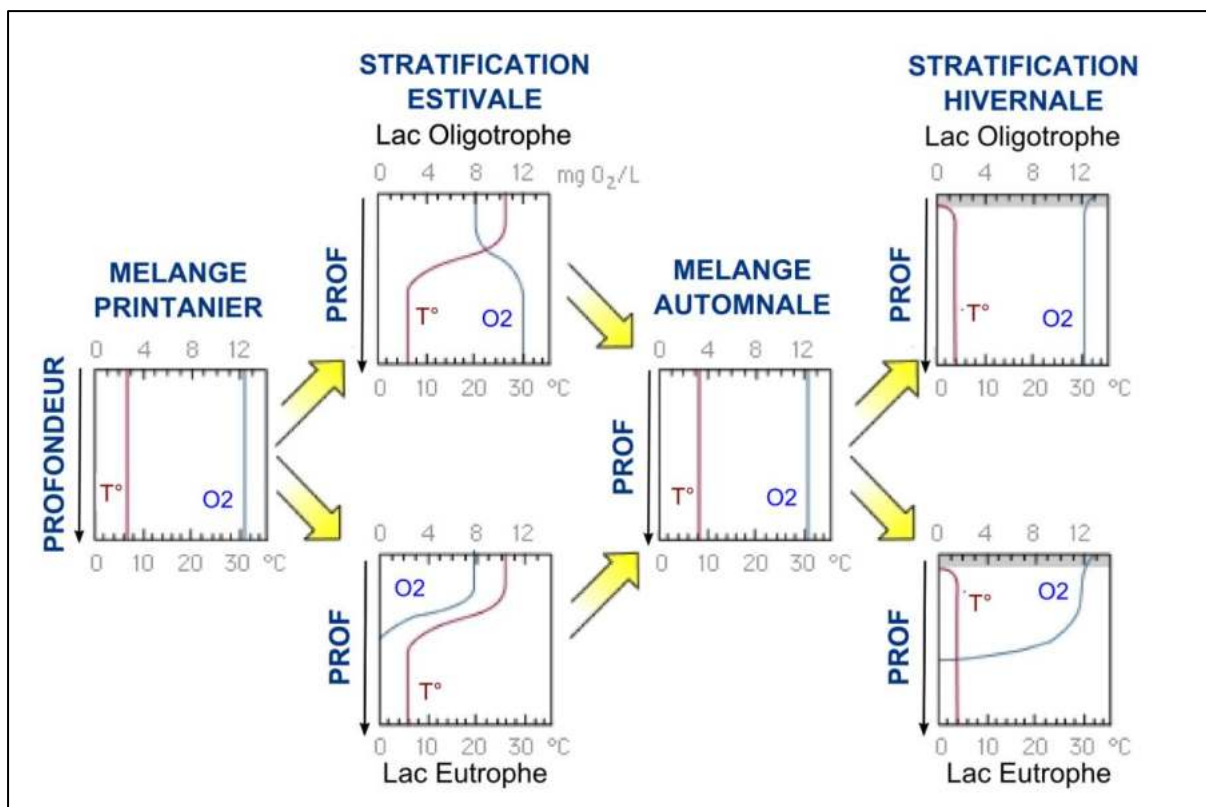 STRATIFICATION
ESTIVALE
Lac Oligotrophe
0 4 8 12 mg O₂/L
PROF
T°
O2
0 10 20 30 °C
STRATIFICATION
HIVERNALE
Lac Oligotrophe
0 4 8 12
PROF
T°
O2
0 10 20 30 °C
MELANGE
PRINTANIER
0 4 8 12
PROFONDEUR
T°
O2
0 10 20 30 °C
MELANGE
AUTOMNALE
0 4 8 12
PROF
T°
O2
0 10 20 30 °C
0 4 8 12
O2
PROF
T°
0 10 20 30 °C
Lac Eutrophe
0 4 8 12
T°
O2
PROF
0 10 20 30 °C
Lac Eutrophe